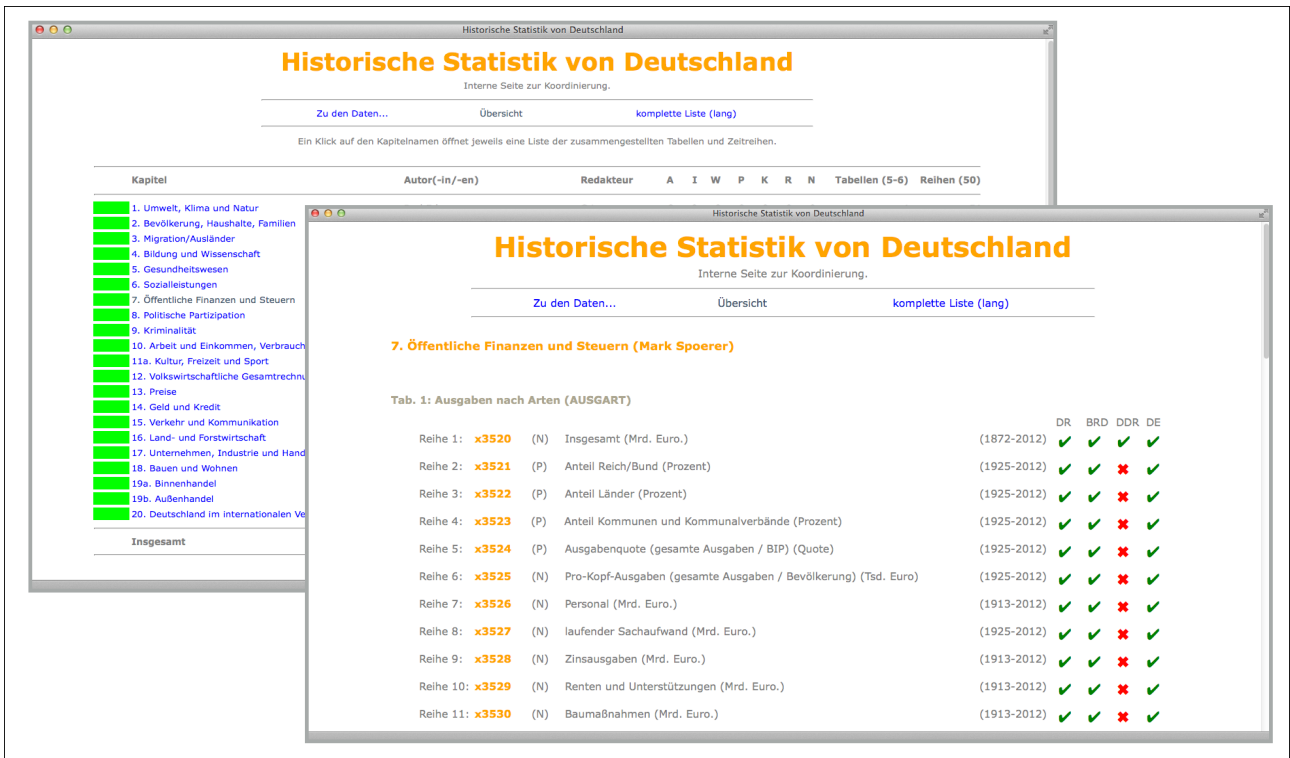 Historische Statistik von Deutschland
Historische Statistik von Deutschland
Interne Seite zur Koordinierung.
Zu den Daten... Übersicht komplette Liste (lang)
Ein Klick auf den Kapitelnamen öffnet jeweils eine Liste der zusammengestellten Tabellen und Zeitreihen.
Kapitel Autor(-in/-en) Redakteur A I W P K R N Tabellen (5-6) Reihen (50)
1. Umwelt, Klima und Natur
2. Bevölkerung, Haushalte, Familien
3. Migration/Ausländer
4. Bildung und Wissenschaft
5. Gesundheitswesen
6. Sozialleistungen
7. Öffentliche Finanzen und Steuern
8. Politische Partizipation
9. Kriminalität
10. Arbeit und Einkommen, Verbrauch
11a. Kultur, Freizeit und Sport
12. Volkswirtschaftliche Gesamtrechnu
13. Preise
14. Geld und Kredit
15. Verkehr und Kommunikation
16. Land- und Forstwirtschaft
17. Unternehmen, Industrie und Hand
18. Bauen und Wohnen
19a. Binnenhandel
19b. Außenhandel
20. Deutschland im internationalen Ve
Insgesamt
Historische Statistik von Deutschland
Historische Statistik von Deutschland
Interne Seite zur Koordinierung.
Zu den Daten... Übersicht komplette Liste (lang)
7. Öffentliche Finanzen und Steuern (Mark Spoerer)
Tab. 1: Ausgaben nach Arten (AUSGART)
DR BRD DDR DE
Reihe 1: x3520 (N) Insgesamt (Mrd. Euro.) (1872-2012) ✔ ✔ ✔ ✔
Reihe 2: x3521 (P) Anteil Reich/Bund (Prozent) (1925-2012) ✔ ✔ ✖ ✔
Reihe 3: x3522 (P) Anteil Länder (Prozent) (1925-2012) ✔ ✔ ✖ ✔
Reihe 4: x3523 (P) Anteil Kommunen und Kommunalverbände (Prozent) (1925-2012) ✔ ✔ ✖ ✔
Reihe 5: x3524 (P) Ausgabenquote (gesamte Ausgaben / BIP) (Quote) (1925-2012) ✔ ✔ ✖ ✔
Reihe 6: x3525 (N) Pro-Kopf-Ausgaben (gesamte Ausgaben / Bevölkerung) (Tsd. Euro) (1925-2012) ✔ ✔ ✖ ✔
Reihe 7: x3526 (N) Personal (Mrd. Euro.) (1913-2012) ✔ ✔ ✖ ✔
Reihe 8: x3527 (N) laufender Sachaufwand (Mrd. Euro.) (1925-2012) ✔ ✔ ✖ ✔
Reihe 9: x3528 (N) Zinsausgaben (Mrd. Euro.) (1913-2012) ✔ ✔ ✖ ✔
Reihe 10: x3529 (N) Renten und Unterstützungen (Mrd. Euro.) (1913-2012) ✔ ✔ ✖ ✔
Reihe 11: x3530 (N) Baumaßnahmen (Mrd. Euro.) (1913-2012) ✔ ✔ ✖ ✔